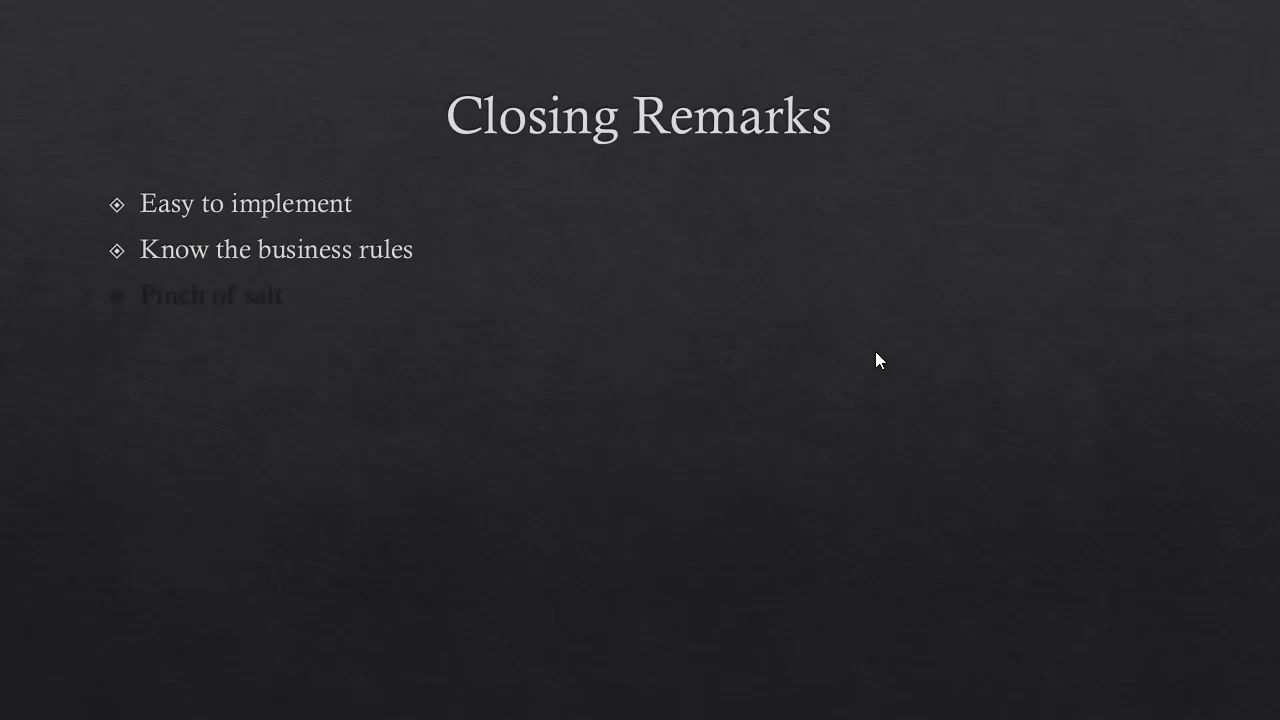 Closing Remarks
Easy to implement
Know the business rules
Pinch of salt